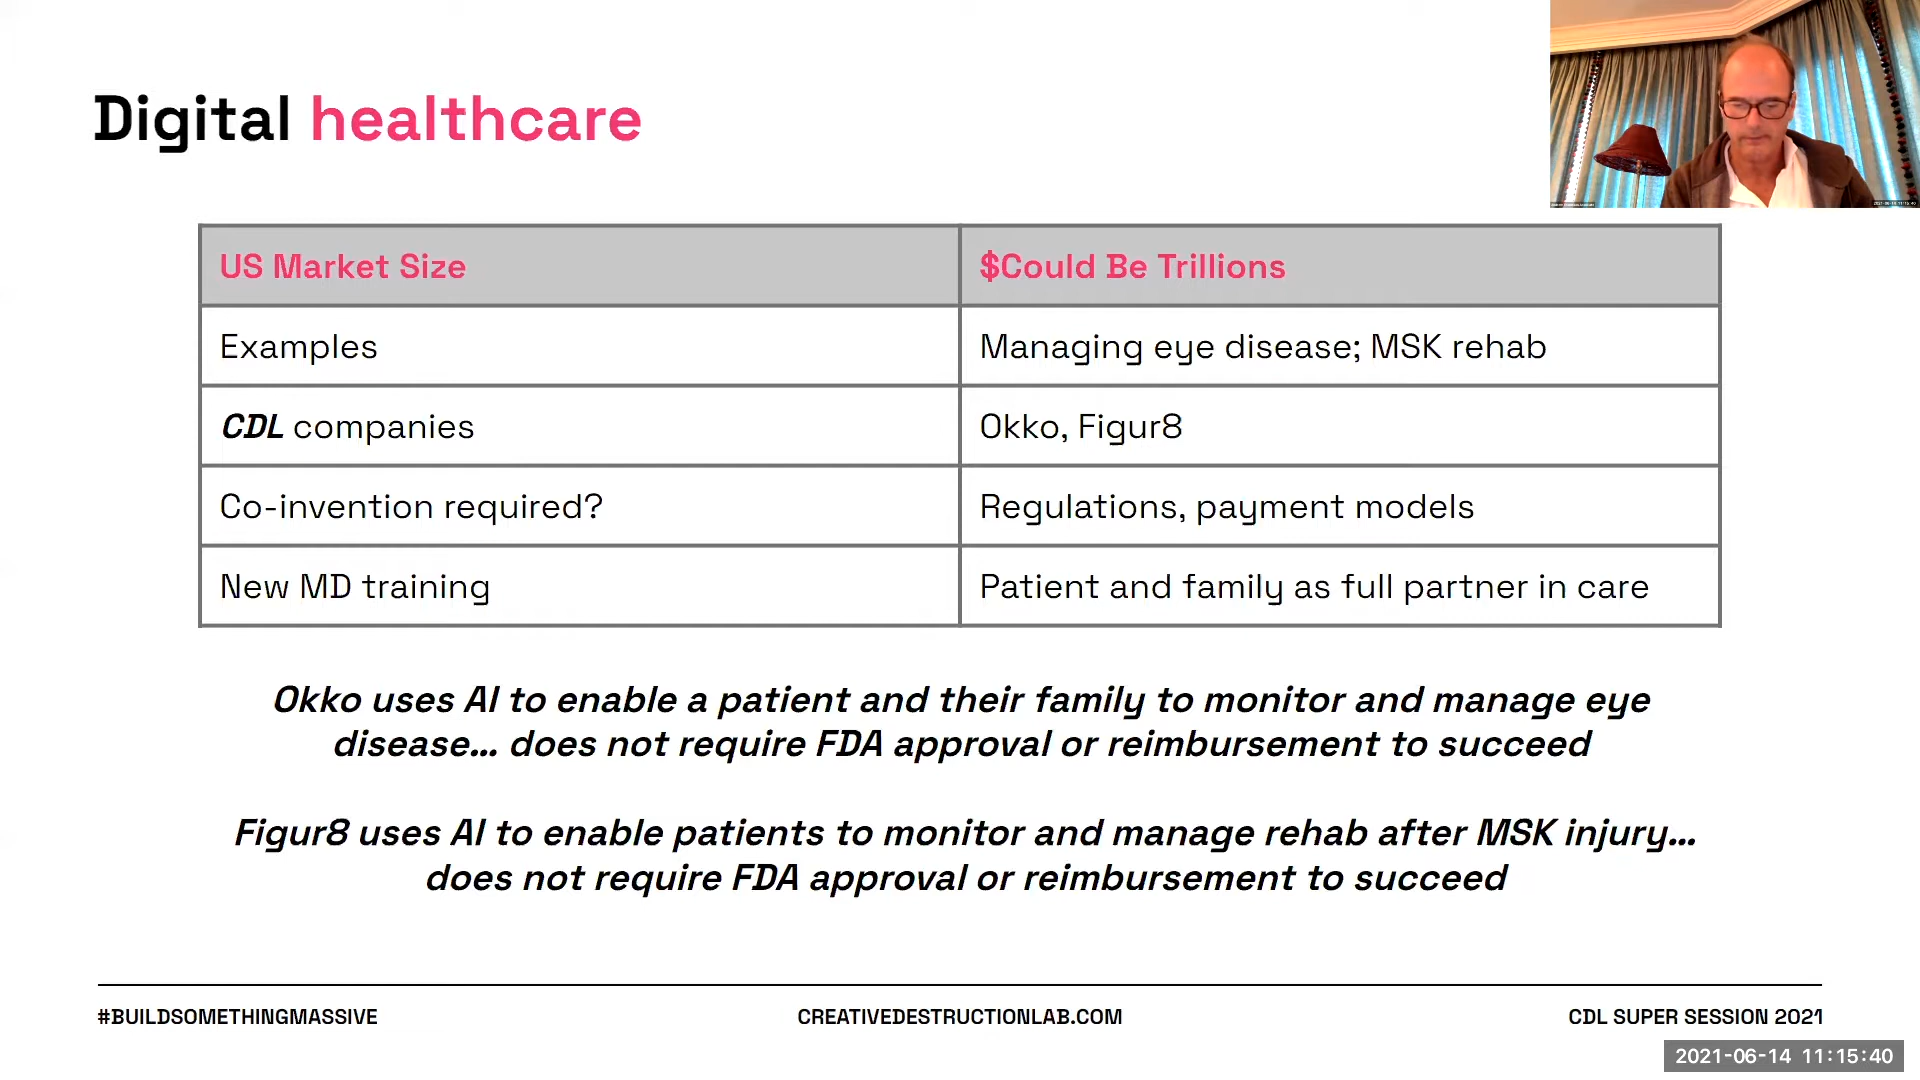 Digital healthcare
US Market Size
$Could Be Trillions
Examples
Managing eye disease; MSK rehab
CDL companies
Okko, Figur8
Co-invention required?
Regulations, payment models
New MD training
Patient and family as full partner in care
Okko uses AI to enable a patient and their family to monitor and manage eye
disease... does not require FDA approval or reimbursement to succeed
Figur8 uses AI to enable patients to monitor and manage rehab after MSK injury...
does not require FDA approval or reimbursement to succeed
#BUILDSOMETHINGMASSIVE
CREATIVEDESTRUCTIONLAB.COM
CDL SUPER SESSION 2021
2021-06-14 11:15:40